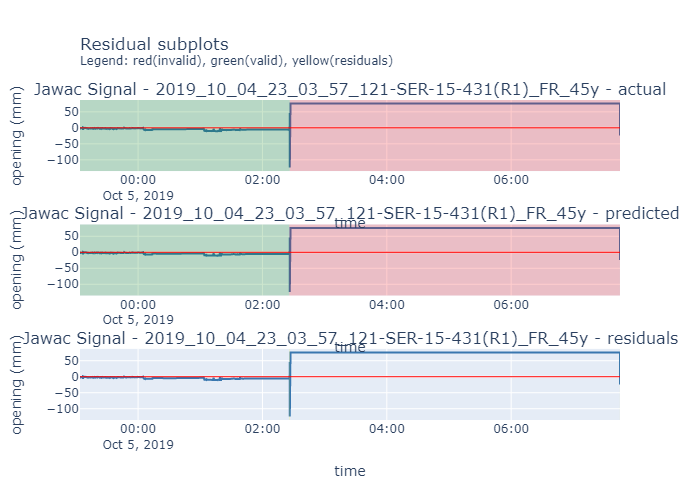 Residual subplots
Legend: red(invalid), green(valid), yellow(residuals)
Jawac Signal - 2019_10_04_23_03_57_121-SER-15-431(R1)_FR_45y - actual
opening (mm)
50
0
−50
−100
00:00
02:00
04:00
06:00
Oct 5, 2019
time
Jawac Signal - 2019_10_04_23_03_57_121-SER-15-431(R1)_FR_45y - predicted
opening (mm)
50
0
−50
−100
00:00
02:00
04:00
06:00
Oct 5, 2019
time
Jawac Signal - 2019_10_04_23_03_57_121-SER-15-431(R1)_FR_45y - residuals
opening (mm)
50
0
−50
−100
00:00
02:00
04:00
06:00
Oct 5, 2019
time